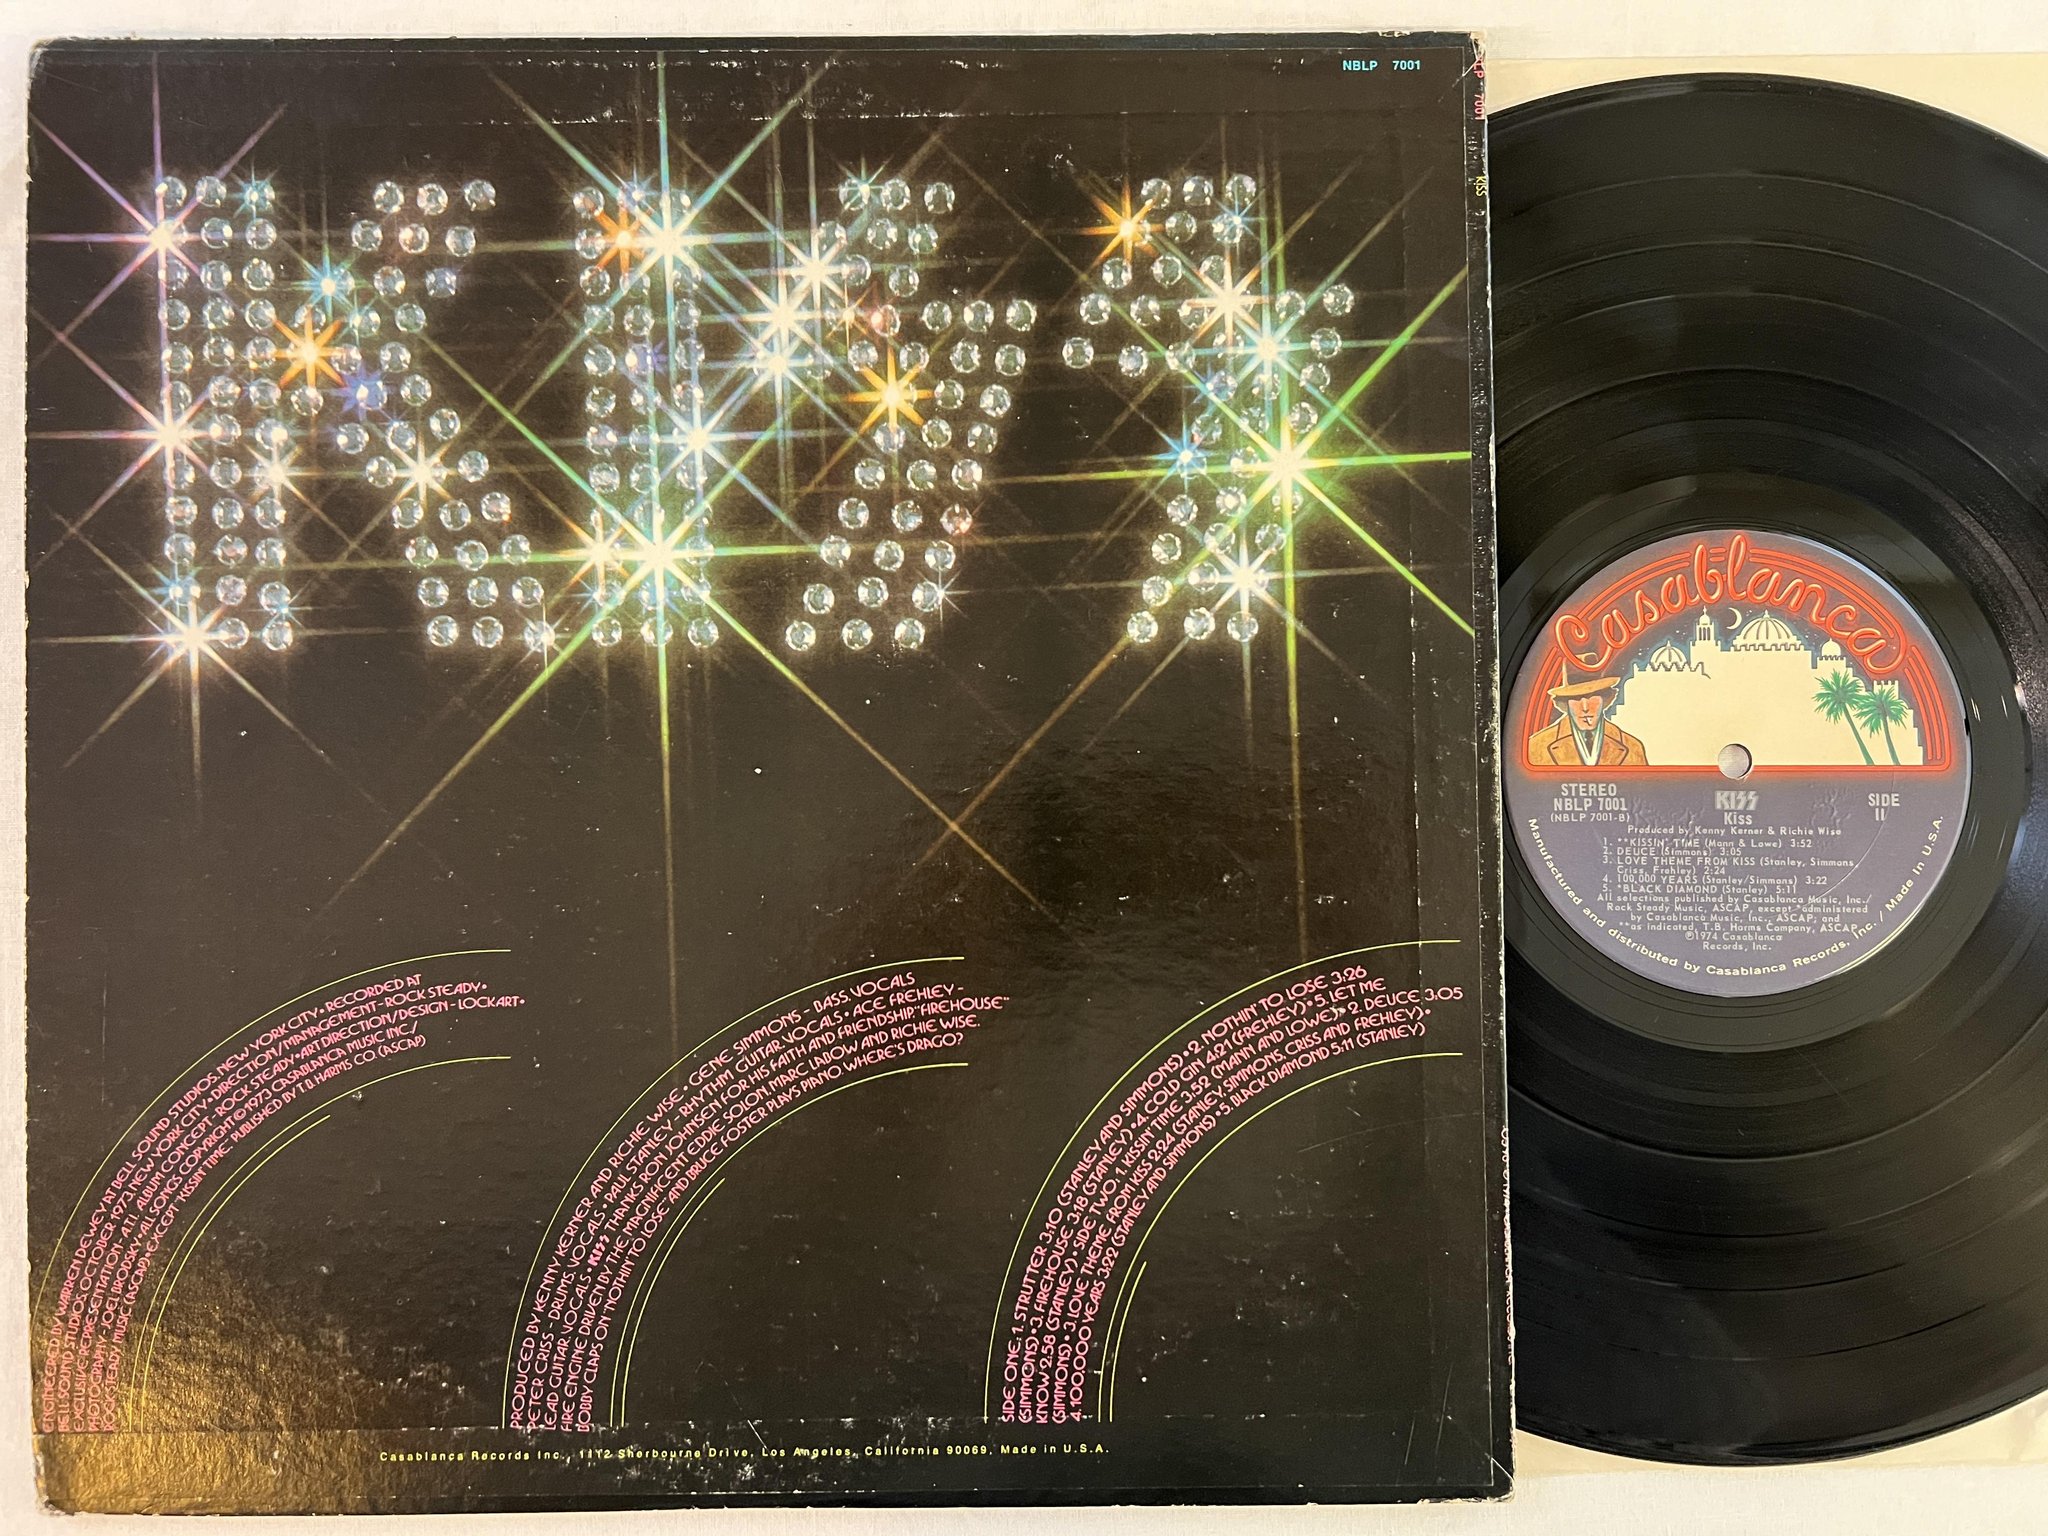 NBLP 7001
KISS
ENGINEERED BY WARREN DEWEY AT BELL SOUND STUDIOS, NEW YORK CITY • RECORDED AT
BELL SOUND STUDIOS, OCTOBER 1973, NEW YORK CITY • DIRECTION/MANAGEMENT - ROCK STEADY •
EXCLUSIVE REPRESENTATION - A.T.I. ALBUM CONCEPT - ROCK STEADY • ART DIRECTION/DESIGN - LOCKART •
PHOTOGRAPHY - JOEL BRODSKY • ALL SONGS COPYRIGHT © 1973 CASABLANCA MUSIC INC./
ROCKSTEADY MUSIC (ASCAP) • EXCEPT "KISSIN' TIME," PUBLISHED BY T.B. HARMS CO. (ASCAP)
PRODUCED BY KENNY KERNER AND RICHIE WISE • GENE SIMMONS - BASS, VOCALS
PETER CRISS - DRUMS, VOCALS • PAUL STANLEY - RHYTHM GUITAR, VOCALS • ACE FREHLEY -
LEAD GUITAR, VOCALS • KISS THANKS RON JOHNSEN FOR HIS FAITH AND FRIENDSHIP, "FIREHOUSE"
FIRE ENGINE DRIVEN BY THE MAGNIFICENT EDDIE SOLON, MARC LABOW AND RICHIE WISE.
BOBBY CLAPS ON "NOTHIN' TO LOSE" AND BRUCE FOSTER PLAYS PIANO. WHERE'S DRAGO?
SIDE ONE: 1. STRUTTER 3:10 (STANLEY AND SIMMONS) • 2. NOTHIN' TO LOSE 3:26
(SIMMONS) • 3. FIREHOUSE 3:18 (STANLEY) • 4. COLD GIN 4:21 (FREHLEY) • 5. LET ME
KNOW 2:58 (STANLEY) • SIDE TWO: 1. KISSIN' TIME 3:52 (MANN AND LOWE) • 2. DEUCE 3:05
(SIMMONS) • 3. LOVE THEME FROM KISS 2:24 (STANLEY, SIMMONS, CRISS AND FREHLEY) •
4. 100,000 YEARS 3:22 (STANLEY AND SIMMONS) • 5. BLACK DIAMOND 5:11 (STANLEY)
Casablanca Records Inc., 1112 Sherbourne Drive, Los Angeles, California 90069, Made in U.S.A.
7001 KISS
Casablanca
STEREO
NBLP 7001
(NBLP 7001-B)
KISS
Kiss
SIDE
II
Produced by Kenny Kerner & Richie Wise
1. **KISSIN' TIME (Mann & Lowe) 3:52
2. DEUCE (Simmons) 3:05
3. LOVE THEME FROM KISS (Stanley, Simmons,
Criss, Frehley) 2:24
4. 100,000 YEARS (Stanley/Simmons) 3:22
5. *BLACK DIAMOND (Stanley) 5:11
All selections published by Casablanca Music, Inc./
Rock Steady Music, ASCAP, except *administered
by Casablanca Music, Inc., ASCAP, and
**as indicated, T.B. Harms Company, ASCAP
℗1974 Casablanca
Records, Inc.
Manufactured and distributed by Casablanca Records, Inc. / Made in U.S.A.